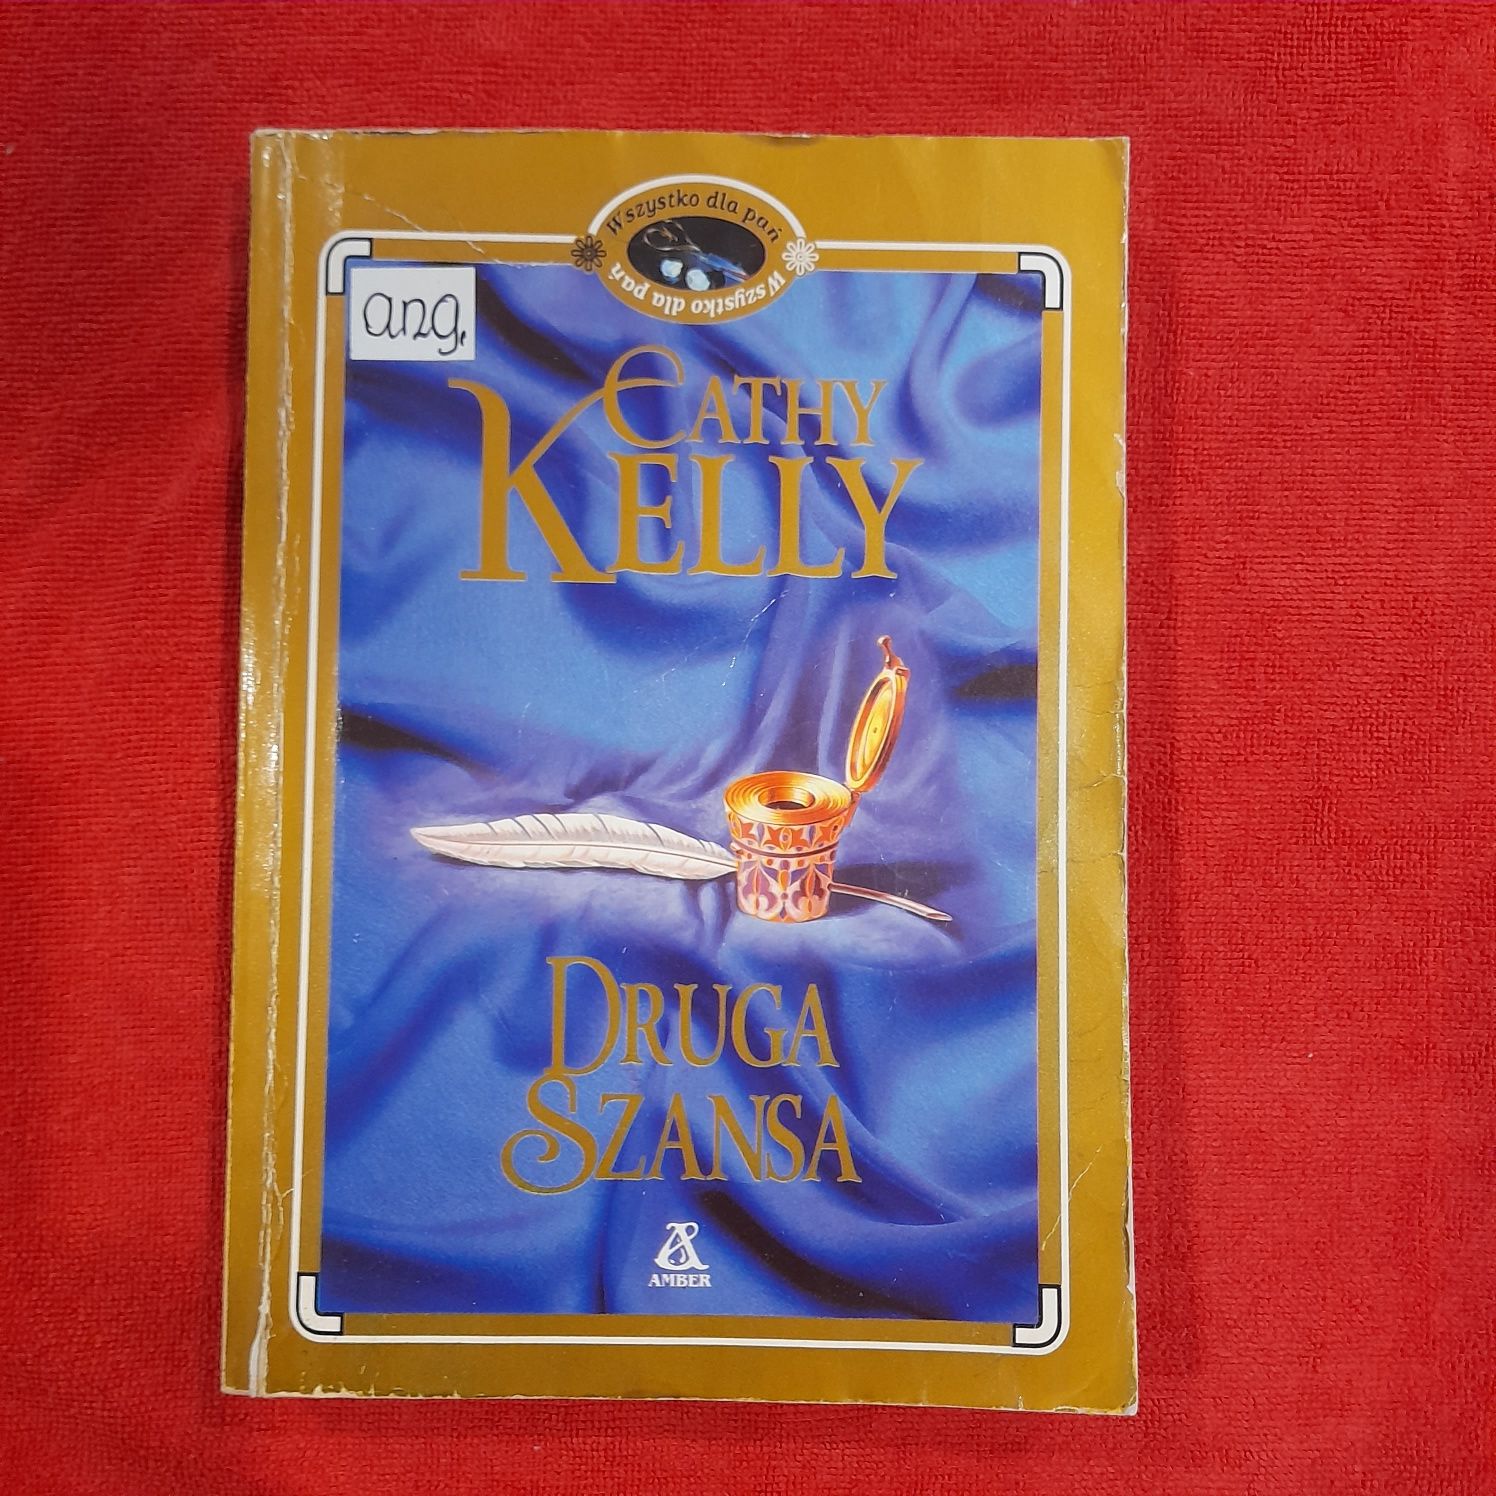 Wszystko dla pań
Wszystko dla pań
ang.
CATHY
KELLY
DRUGA
SZANSA
A
AMBER